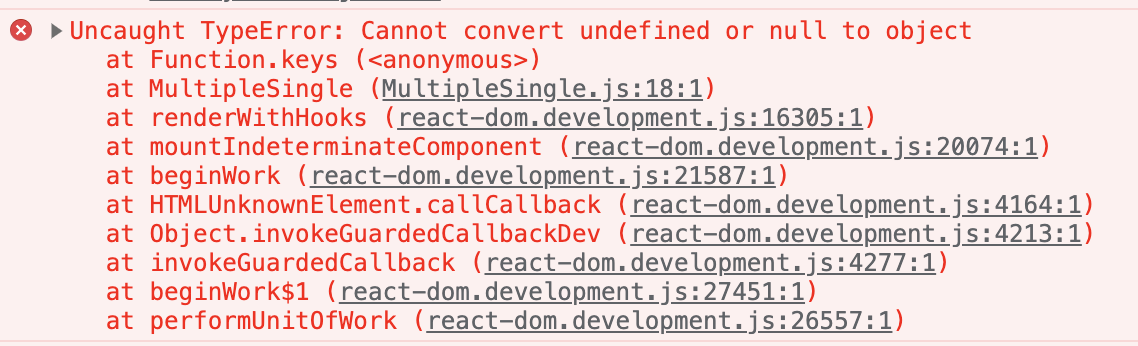 Uncaught TypeError: Cannot convert undefined or null to object
at Function.keys (<anonymous>)
at MultipleSingle (MultipleSingle.js:18:1)
at renderWithHooks (react-dom.development.js:16305:1)
at mountIndeterminateComponent (react-dom.development.js:20074:1)
at beginWork (react-dom.development.js:21587:1)
at HTMLUnknownElement.callCallback (react-dom.development.js:4164:1)
at Object.invokeGuardedCallbackDev (react-dom.development.js:4213:1)
at invokeGuardedCallback (react-dom.development.js:4277:1)
at beginWork$1 (react-dom.development.js:27451:1)
at performUnitOfWork (react-dom.development.js:26557:1)